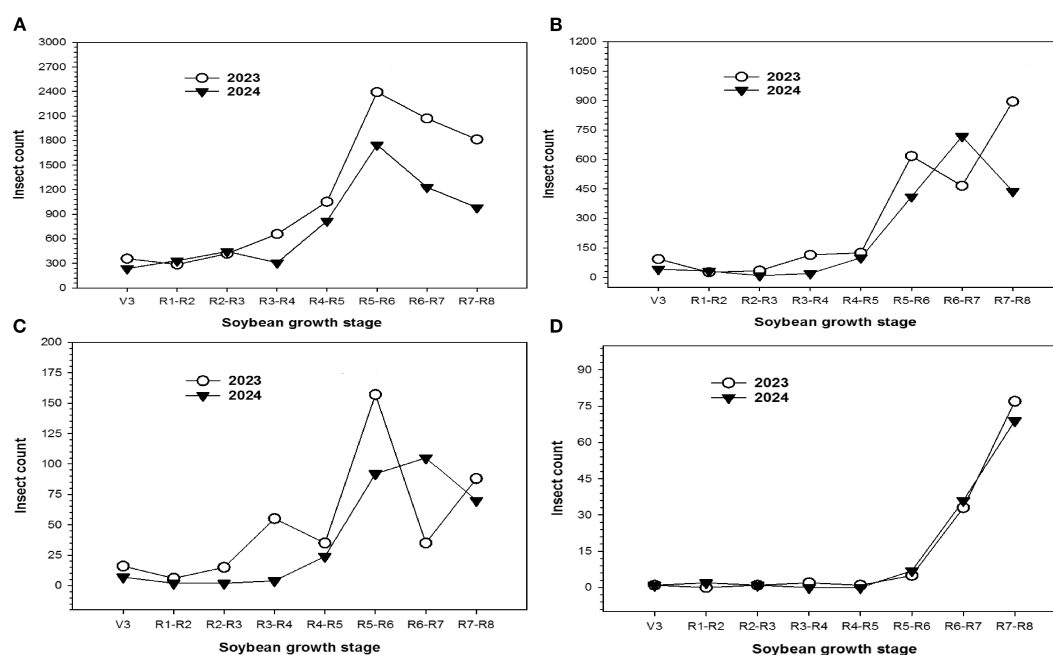 A
3000
2700
2400
2100
1800
1500
1200
900
600
300
0
2023
2024
Insect count
V3 R1-R2 R2-R3 R3-R4 R4-R5 R5-R6 R6-R7 R7-R8
Soybean growth stage
B
1200
1050
900
750
600
450
300
150
0
2023
2024
Insect count
V3 R1-R2 R2-R3 R3-R4 R4-R5 R5-R6 R6-R7 R7-R8
Soybean growth stage
C
200
175
150
125
100
75
50
25
0
2023
2024
Insect count
V3 R1-R2 R2-R3 R3-R4 R4-R5 R5-R6 R6-R7 R7-R8
Soybean growth stage
D
90
75
60
45
30
15
0
2023
2024
Insect count
V3 R1-R2 R2-R3 R3-R4 R4-R5 R5-R6 R6-R7 R7-R8
Soybean growth stage